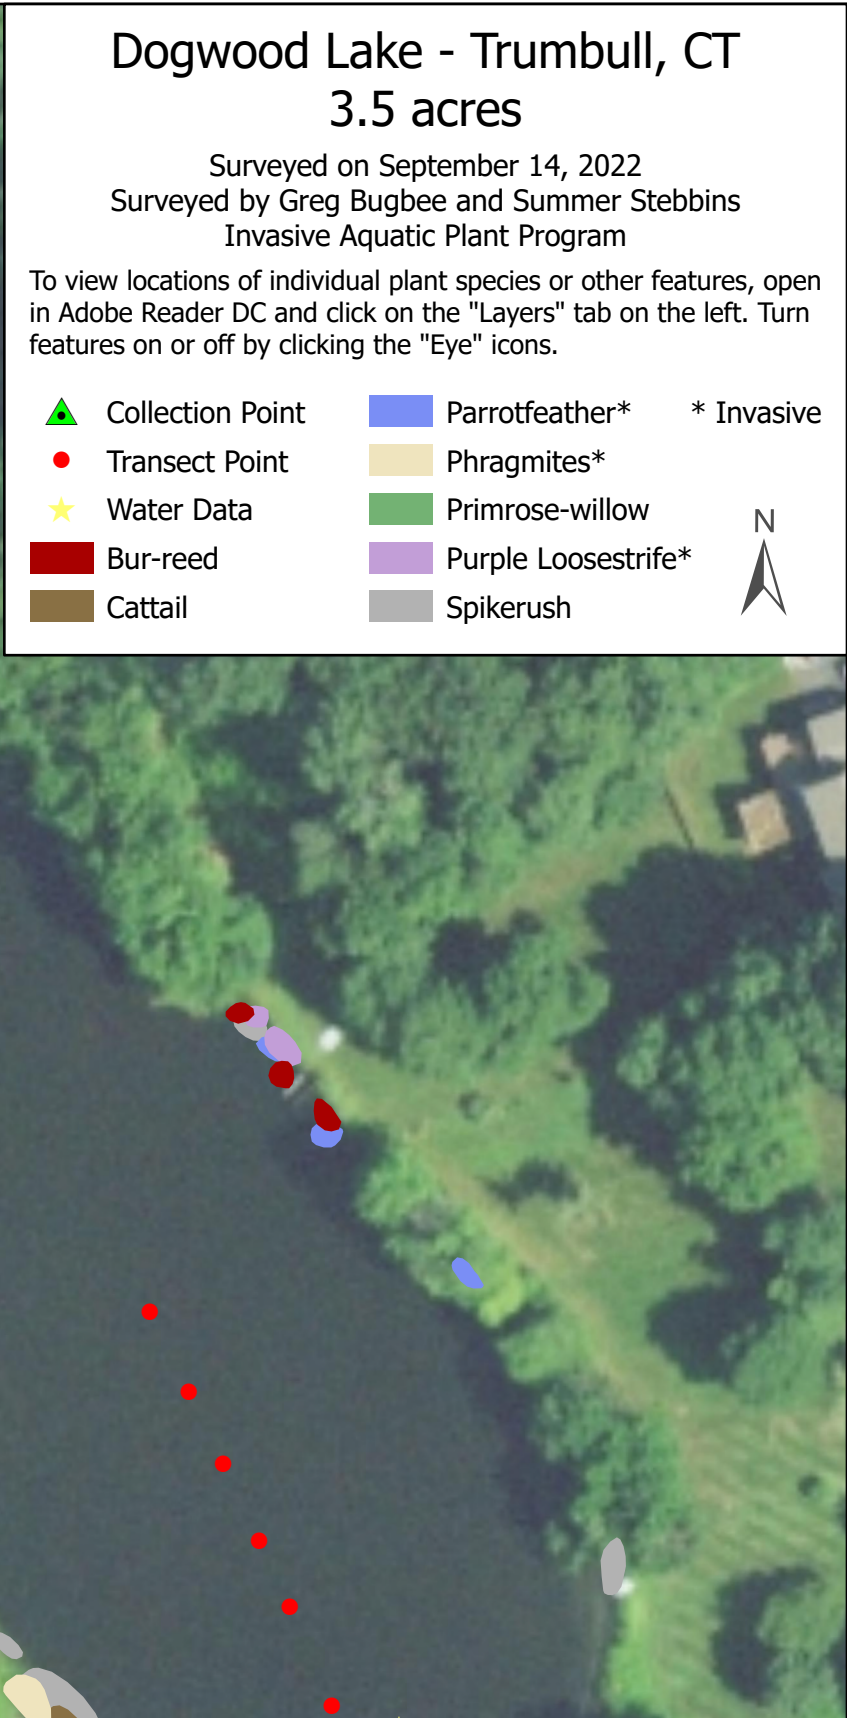 Dogwood Lake - Trumbull, CT
3.5 acres
Surveyed on September 14, 2022
Surveyed by Greg Bugbee and Summer Stebbins
Invasive Aquatic Plant Program
To view locations of individual plant species or other features, open
in Adobe Reader DC and click on the "Layers" tab on the left. Turn
features on or off by clicking the "Eye" icons.
Collection Point
Transect Point
Water Data
Bur-reed
Cattail
Parrotfeather*
Phragmites*
Primrose-willow
Purple Loosestrife*
Spikerush
* Invasive
N